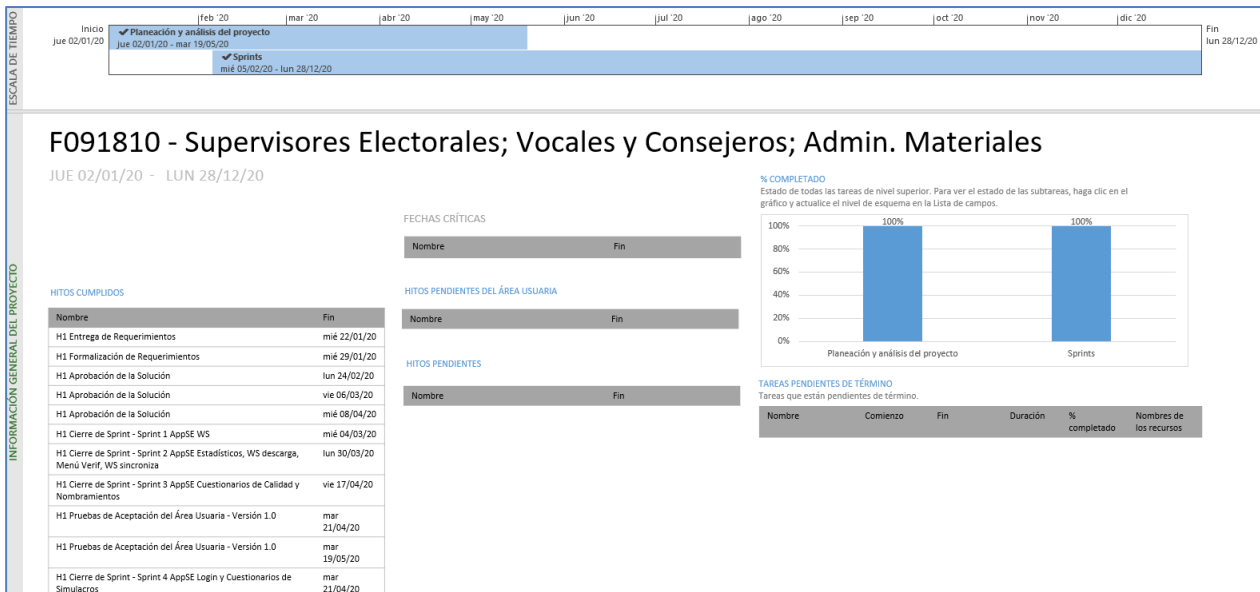 ESCALA DE TIEMPO
feb '20 mar '20 abr '20 may '20 jun '20 jul '20 ago '20 sep '20 oct '20 nov '20 dic '20
Inicio
jue 02/01/20
Planeación y análisis del proyecto
jue 02/01/20 - mar 19/05/20
Sprints
mié 05/02/20 - lun 28/12/20
Fin
lun 28/12/20
INFORMACIÓN GENERAL DEL PROYECTO
F091810 - Supervisores Electorales; Vocales y Consejeros; Admin. Materiales
JUE 02/01/20 - LUN 28/12/20
HITOS CUMPLIDOS
Nombre Fin
H1 Entrega de Requerimientos mié 22/01/20
H1 Formalización de Requerimientos mié 29/01/20
H1 Aprobación de la Solución lun 24/02/20
H1 Aprobación de la Solución vie 06/03/20
H1 Aprobación de la Solución mié 08/04/20
H1 Cierre de Sprint - Sprint 1 AppSE WS mié 04/03/20
H1 Cierre de Sprint - Sprint 2 AppSE Estadísticos, WS descarga, lun 30/03/20
Menú Verif, WS sincroniza
H1 Cierre de Sprint - Sprint 3 AppSE Cuestionarios de Calidad y vie 17/04/20
Nombramientos
H1 Pruebas de Aceptación del Área Usuaria - Versión 1.0 mar
21/04/20
H1 Pruebas de Aceptación del Área Usuaria - Versión 1.0 mar
19/05/20
H1 Cierre de Sprint - Sprint 4 AppSE Login y Cuestionarios de mar
Simulacros 21/04/20
FECHAS CRÍTICAS
Nombre Fin
HITOS PENDIENTES DEL ÁREA USUARIA
Nombre Fin
HITOS PENDIENTES
Nombre Fin
% COMPLETADO
Estado de todas las tareas de nivel superior. Para ver el estado de las subtareas, haga clic en el
gráfico y actualice el nivel de esquema en la Lista de campos.
100% 100%
100%
80%
60%
40%
20%
0%
Planeación y análisis del proyecto Sprints
TAREAS PENDIENTES DE TÉRMINO
Tareas que están pendientes de término.
Nombre Comienzo Fin Duración % Nombres de
completado los recursos